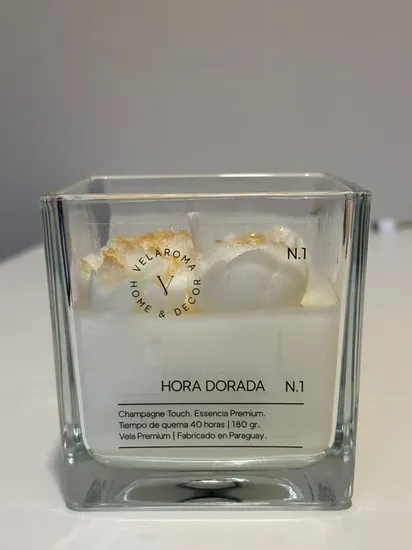 VELAROMA
HOME & DECOR
V
N.1
HORA DORADA N.1
Champagne Touch. Essencia Premium.
Tiempo de quema 40 horas | 180 gr.
Vela Premium | Fabricado en Paraguay.